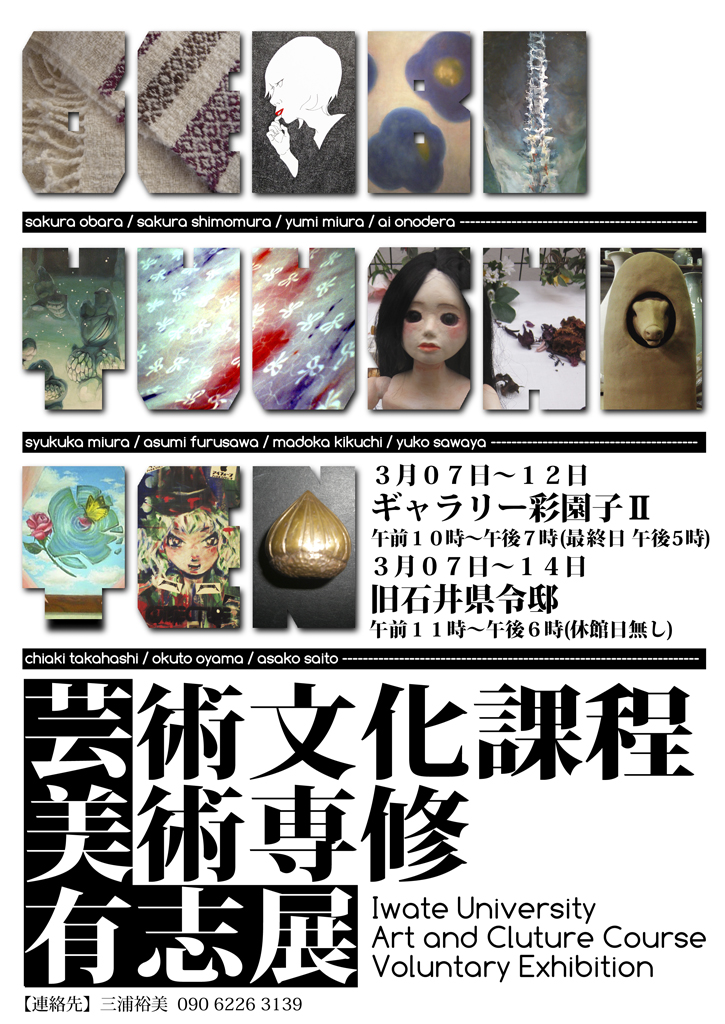 GEIBI
sakura obara / sakura shimomura / yumi miura / ai onodera
YUUSHI
syukuka miura / asumi furusawa / madoka kikuchi / yuko sawaya
TEN
３月０７日～１２日
ギャラリー彩園子Ⅱ
午前１０時～午後７時(最終日 午後５時)
３月０７日～１４日
旧石井県令邸
午前１１時～午後６時(休館日無し)
chiaki takahashi / okuto oyama / asako saito
芸術文化課程
美術専修
有志展
Iwate University
Art and Cluture Course
Voluntary Exhibition
【連絡先】三浦裕美 090 6226 3139